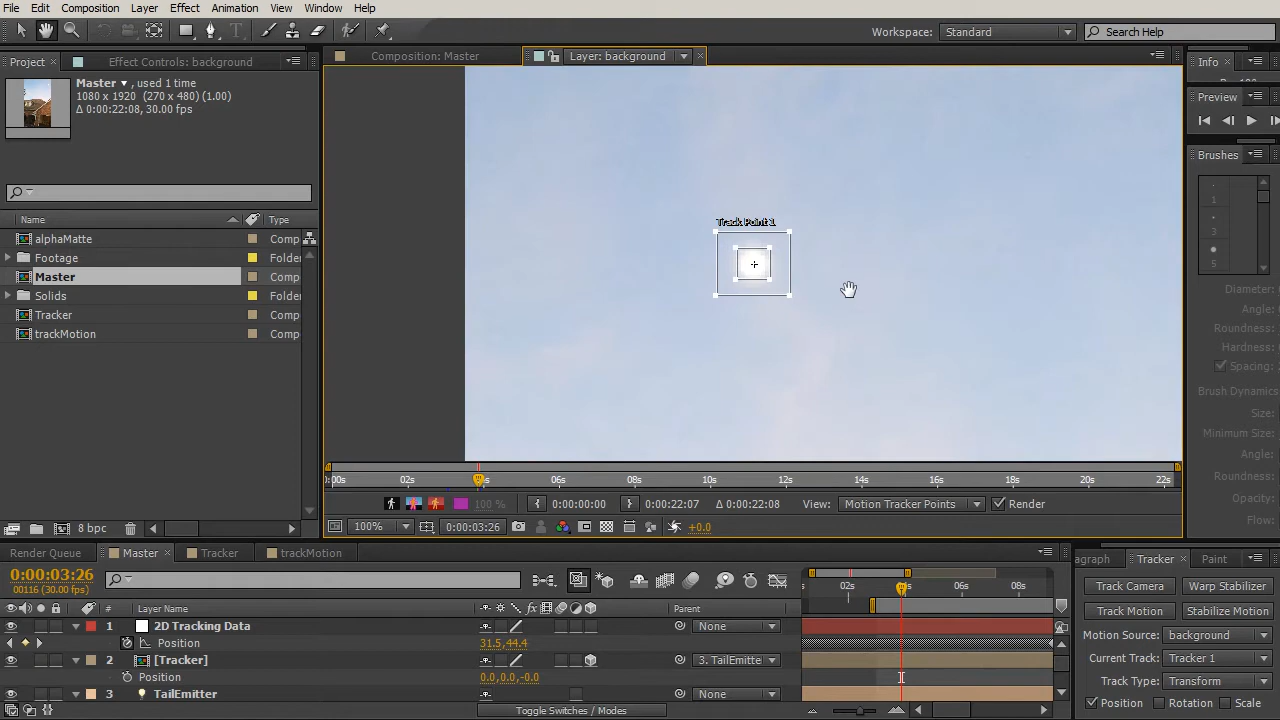 File Edit Composition Layer Effect Animation View Window Help
Workspace: Standard Search Help
Project Effect Controls: background
Composition: Master Layer: background
Info
Master , used 1 time
1080 x 1920 (270 x 480) (1.00)
Δ 0:00:22:08, 30.00 fps
Preview
Brushes
Name Type
alphaMatte Comp
Footage Folder
Master Comp
Solids Folder
Tracker Comp
trackMotion Comp
Track Point 1
1
3
5
Diameter:
Angle:
Roundness:
Hardness:
Spacing:
Brush Dynamics
Size:
Minimum Size:
Angle:
Roundness:
Opacity:
Flow:
:00s 02s 10s 12s 14s 16s 18s 20s 22s
100 % 0:00:00:00 0:00:22:07 Δ 0:00:22:08 View: Motion Tracker Points Render
8 bpc 100% 0:00:03:26 +0.0
Render Queue Master Tracker trackMotion
agraph Tracker Paint
0:00:03:26
00116 (30.00 fps)
02s 06s 08s
Track Camera Warp Stabilizer
# Layer Name Parent
Track Motion Stabilize Motion
1 2D Tracking Data None
Motion Source: background
Position 31.5,44.4
2 [Tracker] 3. TailEmitte
Current Track: Tracker 1
Position 0.0,0.0,-0.0
Track Type: Transform
3 TailEmitter None
Position Rotation Scale
Toggle Switches / Modes